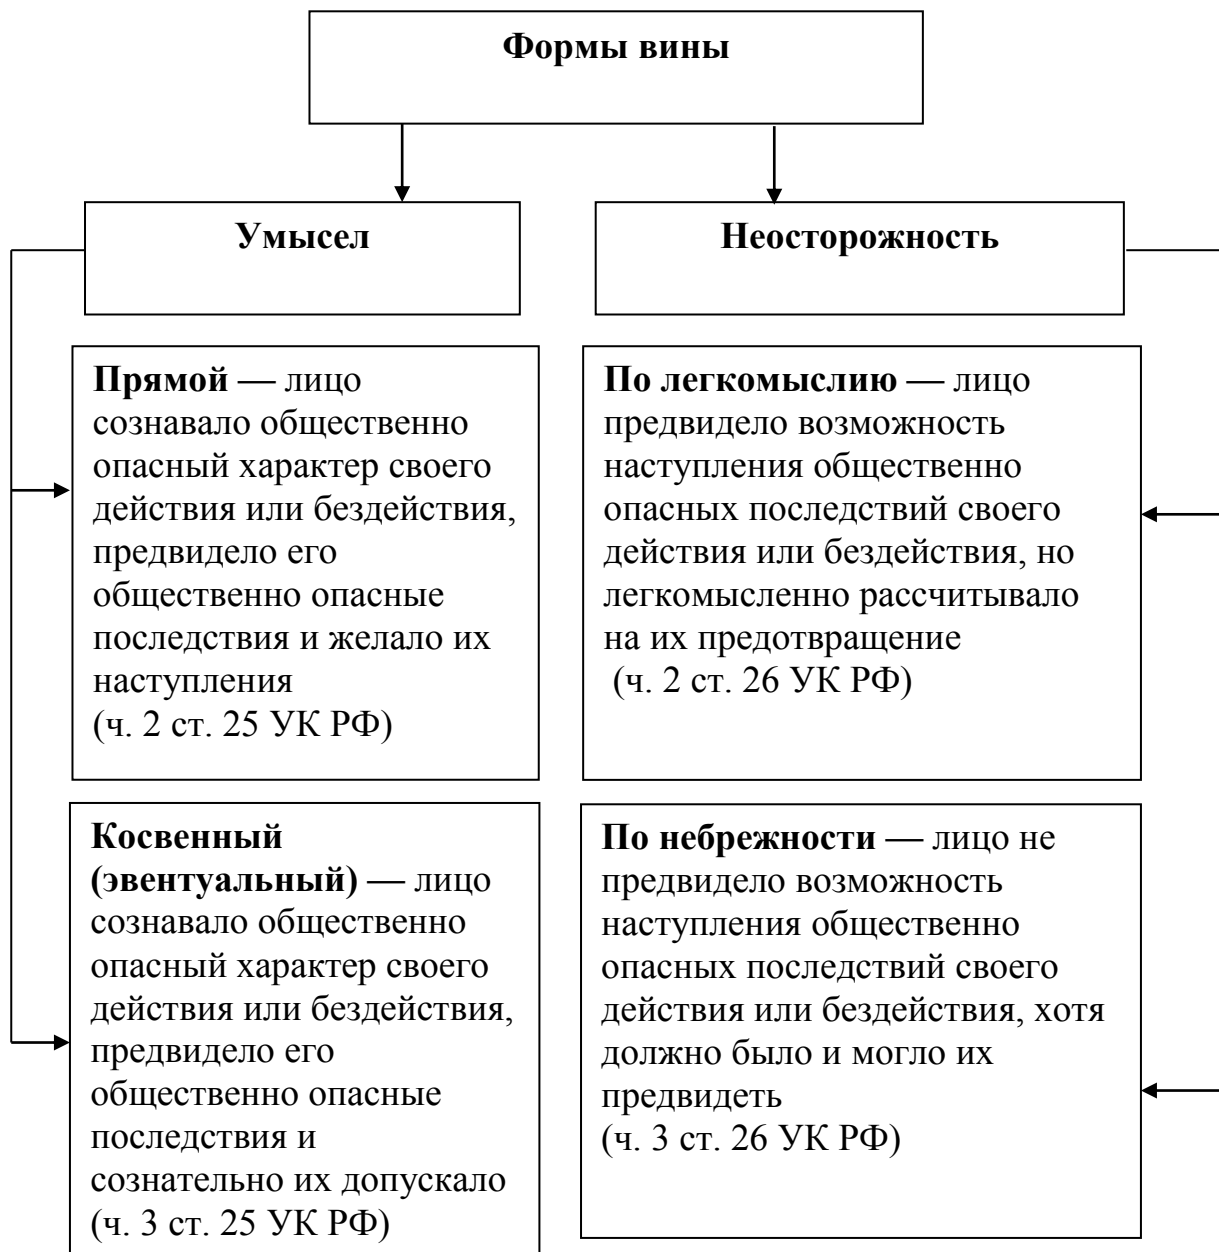 Формы вины
Умысел
Неосторожность
Прямой — лицо
сознавало общественно
опасный характер своего
действия или бездействия,
предвидело его
общественно опасные
последствия и желало их
наступления
(ч. 2 ст. 25 УК РФ)
По легкомыслию — лицо
предвидело возможность
наступления общественно
опасных последствий своего
действия или бездействия, но
легкомысленно рассчитывало
на их предотвращение
(ч. 2 ст. 26 УК РФ)
Косвенный
(эвентуальный) — лицо
сознавало общественно
опасный характер своего
действия или бездействия,
предвидело его
общественно опасные
последствия и
сознательно их допускало
(ч. 3 ст. 25 УК РФ)
По небрежности — лицо не
предвидело возможность
наступления общественно
опасных последствий своего
действия или бездействия, хотя
должно было и могло их
предвидеть
(ч. 3 ст. 26 УК РФ)